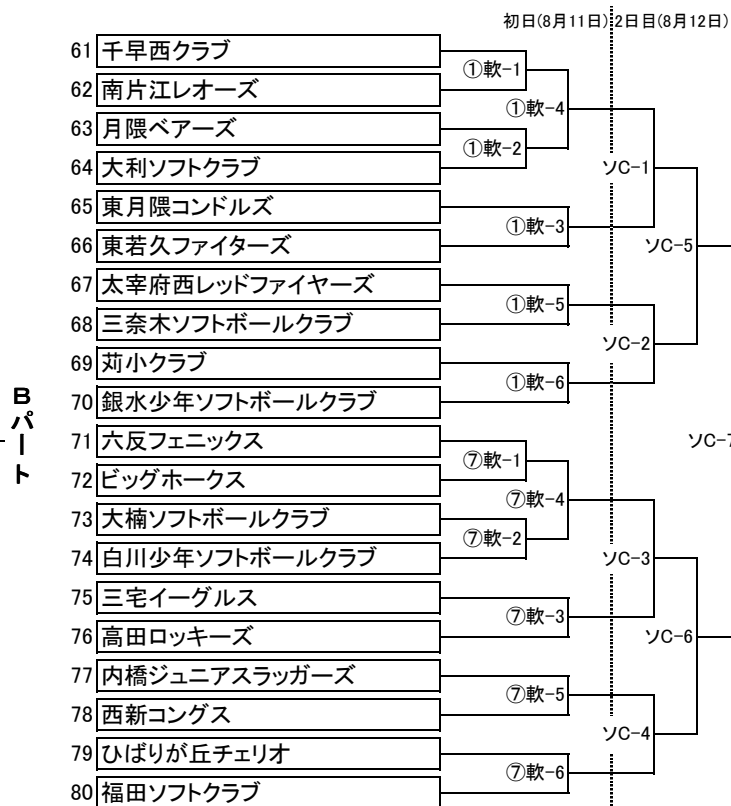 初日(8月11日) 2日目(8月12日)
61 千早西クラブ
①軟-1
62 南片江レオーズ
①軟-4
63 月隈ベアーズ
①軟-2
64 大利ソフトクラブ
ソC-1
65 東月隈コンドルズ
①軟-3
66 東若久ファイターズ
ソC-5
67 太宰府西レッドファイヤーズ
①軟-5
68 三奈木ソフトボールクラブ
ソC-2
69 苅小クラブ
①軟-6
70 銀水少年ソフトボールクラブ
Bパート
71 六反フェニックス
ソC-7
⑦軟-1
72 ビッグホークス
⑦軟-4
73 大楠ソフトボールクラブ
⑦軟-2
74 白川少年ソフトボールクラブ
ソC-3
75 三宅イーグルス
⑦軟-3
76 高田ロッキーズ
ソC-6
77 内橋ジュニアスラッガーズ
⑦軟-5
78 西新コングス
ソC-4
79 ひばりが丘チェリオ
⑦軟-6
80 福田ソフトクラブ